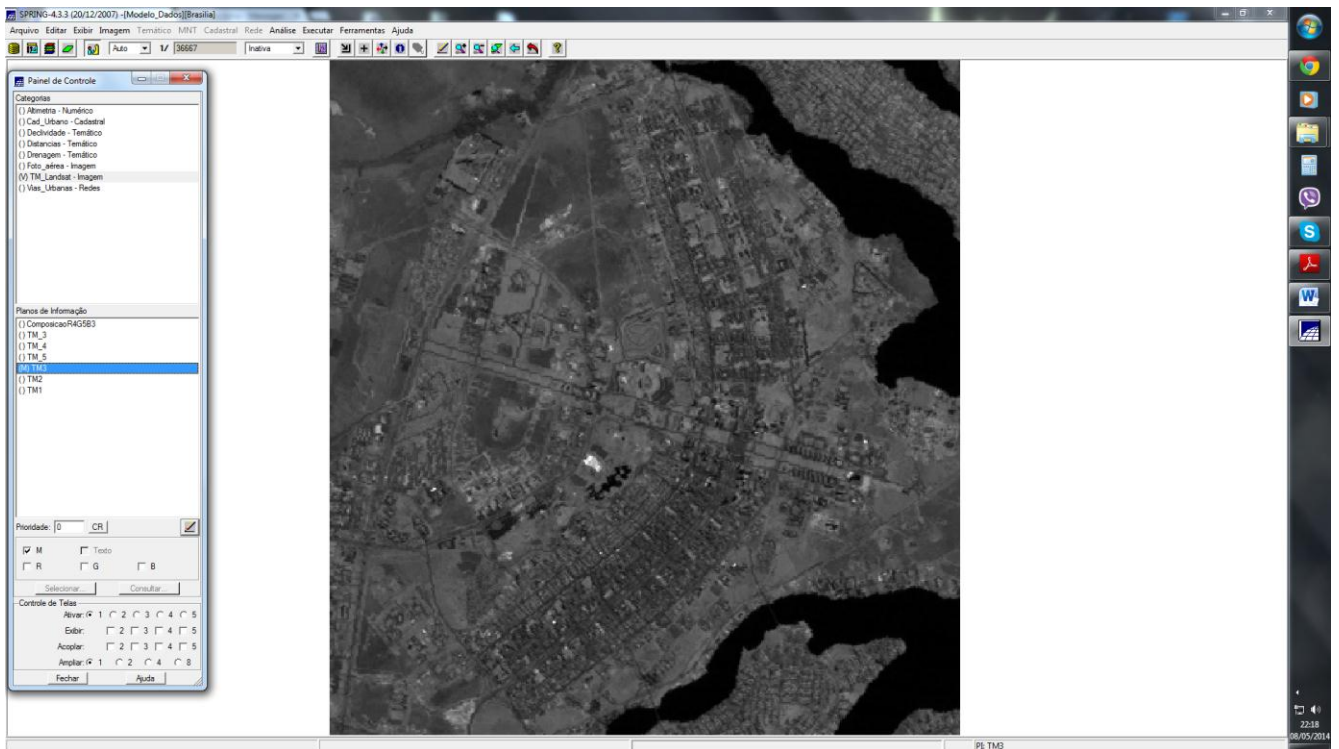 SPRING-4.3.3 (20/12/2007) -[Modelo_Dados][Brasilia]
Arquivo Editar Exibir Imagem Temático MNT Cadastral Rede Análise Executar Ferramentas Ajuda
Auto 1/ 36667 Inativa
Painel de Controle
Categorias
() Altimetria - Numérico
() Cad_Urbano - Cadastral
() Declividade - Temático
() Distancias - Temático
() Drenagem - Temático
() Foto_aérea - Imagem
(V) TM_Landsat - Imagem
() Vias_Urbanas - Redes
Planos de Informação
() ComposicaoR4G5B3
() TM_3
() TM_4
() TM_5
(M) TM3
() TM2
() TM1
Prioridade: 0 CR
M Texto
R G B
Selecionar... Consultar...
Controle de Telas
Ativar: 1 2 3 4 5
Exibir: 2 3 4 5
Acoplar: 2 3 4 5
Ampliar: 1 2 4 8
Fechar Ajuda
PI: TM3
22:18
08/05/2014